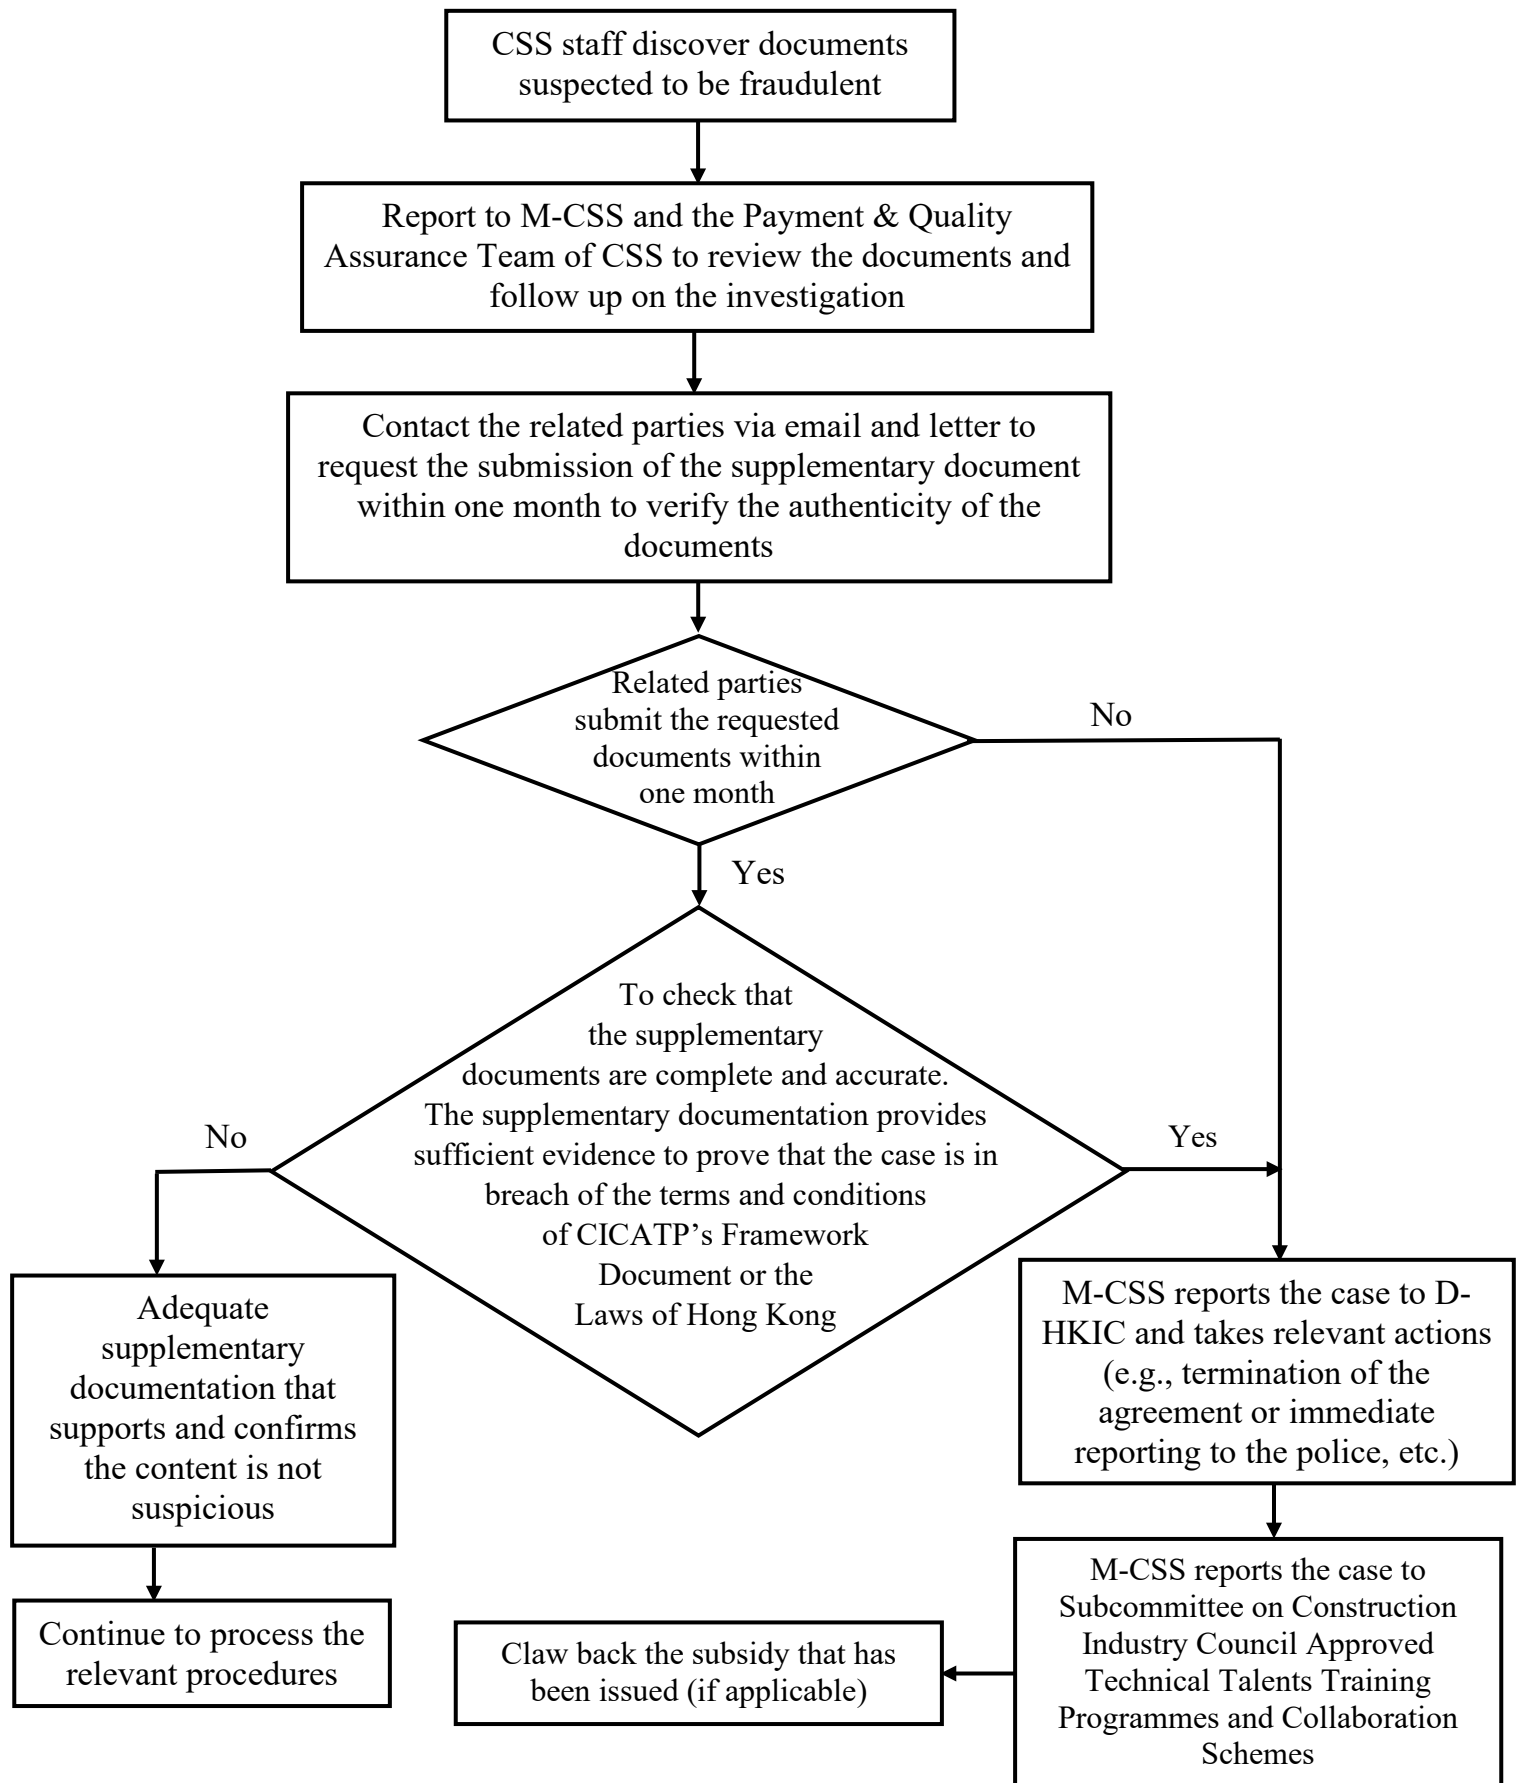 CSS staff discover documents
suspected to be fraudulent
Report to M-CSS and the Payment & Quality
Assurance Team of CSS to review the documents and
follow up on the investigation
Contact the related parties via email and letter to
request the submission of the supplementary document
within one month to verify the authenticity of the
documents
Related parties
submit the requested
documents within
one month
No
Yes
To check that
the supplementary
documents are complete and accurate.
The supplementary documentation provides
sufficient evidence to prove that the case is in
breach of the terms and conditions
of CICATP’s Framework
Document or the
Laws of Hong Kong
No
Yes
Adequate
supplementary
documentation that
supports and confirms
the content is not
suspicious
Continue to process the
relevant procedures
M-CSS reports the case to D-
HKIC and takes relevant actions
(e.g., termination of the
agreement or immediate
reporting to the police, etc.)
M-CSS reports the case to
Subcommittee on Construction
Industry Council Approved
Technical Talents Training
Programmes and Collaboration
Schemes
Claw back the subsidy that has
been issued (if applicable)